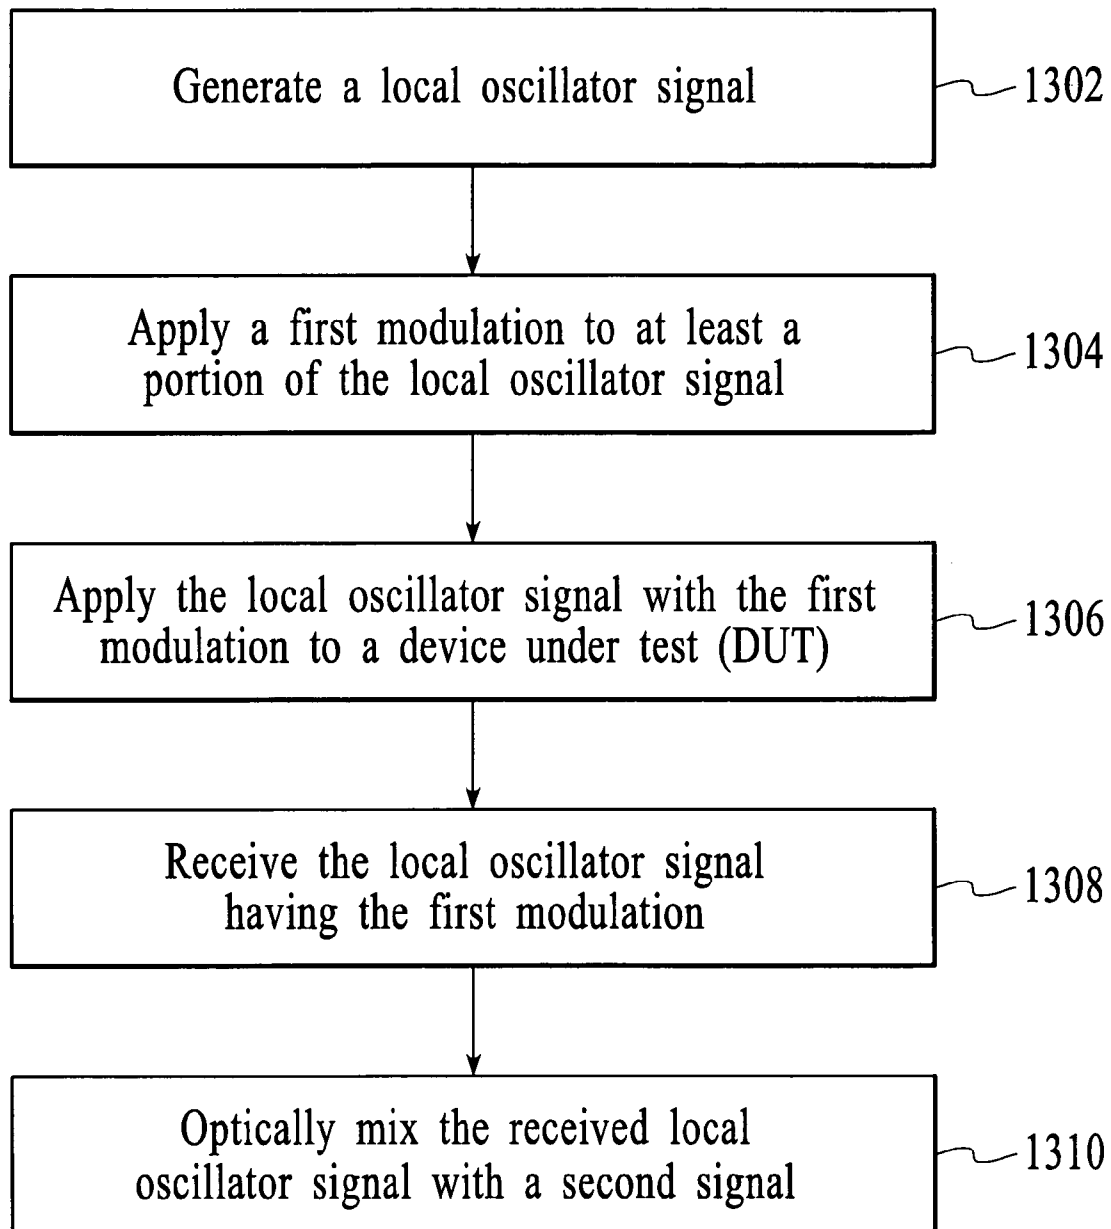 Generate a local oscillator signal
1302
Apply a first modulation to at least a
portion of the local oscillator signal
1304
Apply the local oscillator signal with the first
modulation to a device under test (DUT)
1306
Receive the local oscillator signal
having the first modulation
1308
Optically mix the received local
oscillator signal with a second signal
1310